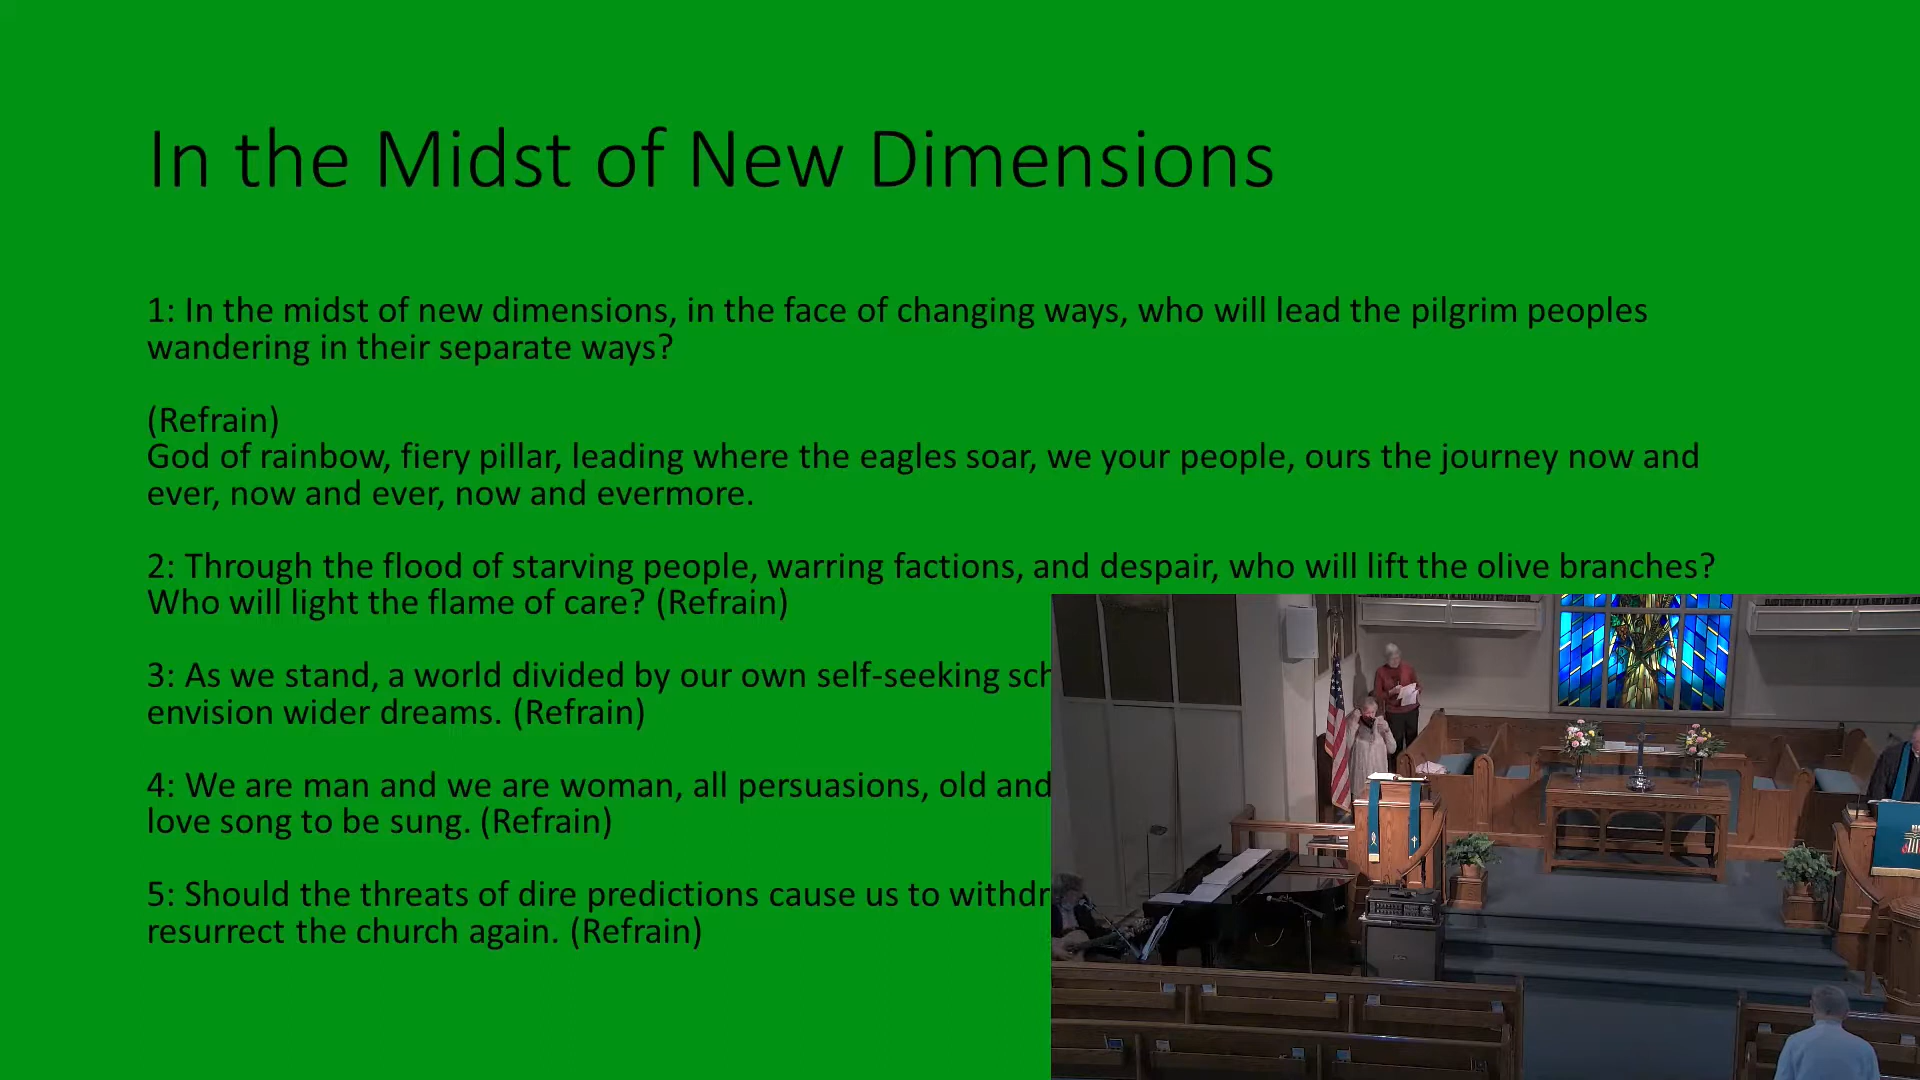 In the Midst of New Dimensions
1: In the midst of new dimensions, in the face of changing ways, who will lead the pilgrim peoples
wandering in their separate ways?
(Refrain)
God of rainbow, fiery pillar, leading where the eagles soar, we your people, ours the journey now and
ever, now and ever, now and evermore.
2: Through the flood of starving people, warring factions, and despair, who will lift the olive branches?
Who will light the flame of care? (Refrain)
3: As we stand, a world divided by our own self-seeking sch
envision wider dreams. (Refrain)
4: We are man and we are woman, all persuasions, old and
love song to be sung. (Refrain)
5: Should the threats of dire predictions cause us to withdr
resurrect the church again. (Refrain)